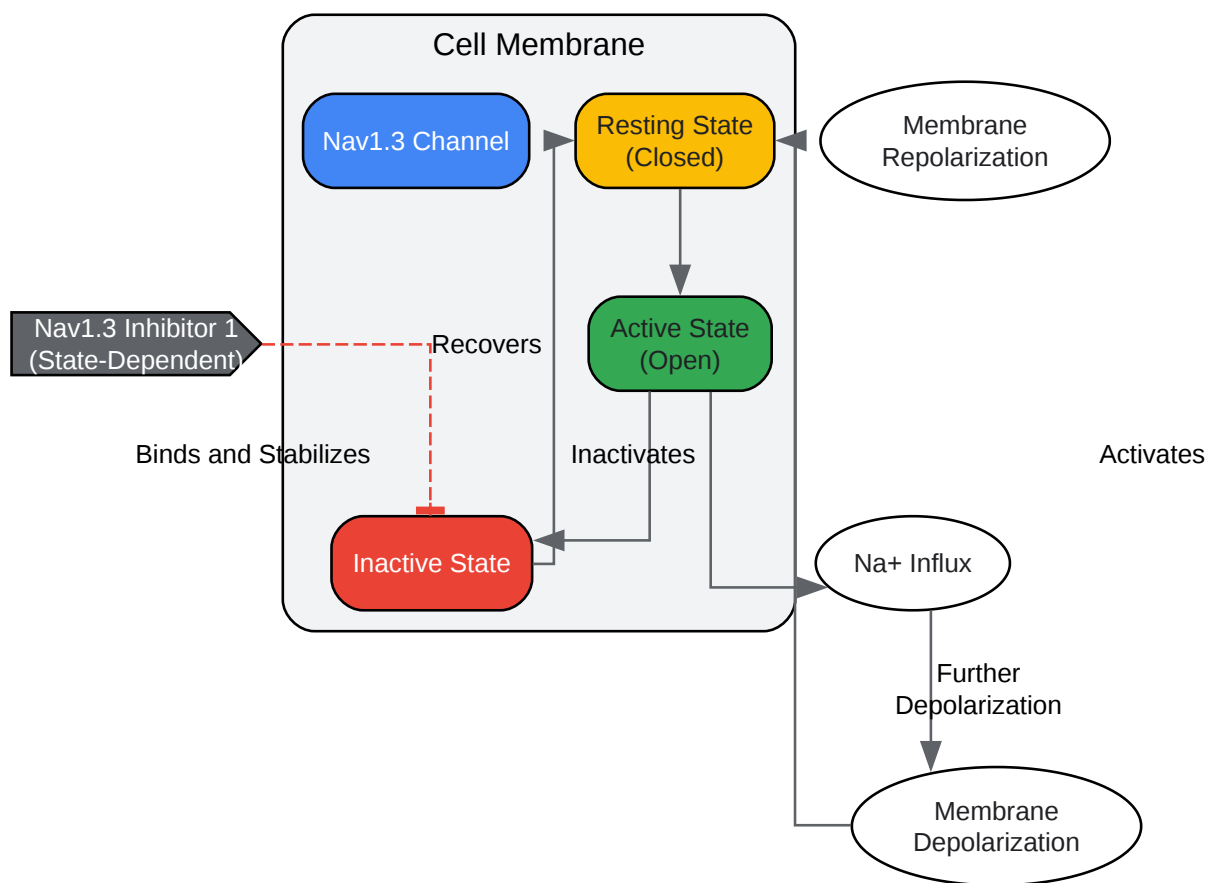 Cell Membrane
Nav1.3 Channel
Resting State
(Closed)
Membrane
Repolarization
Nav1.3 Inhibitor 1
(State-Dependent)
Recovers
Active State
(Open)
Binds and Stabilizes
Inactivates
Activates
Inactive State
Na+ Influx
Further
Depolarization
Membrane
Depolarization